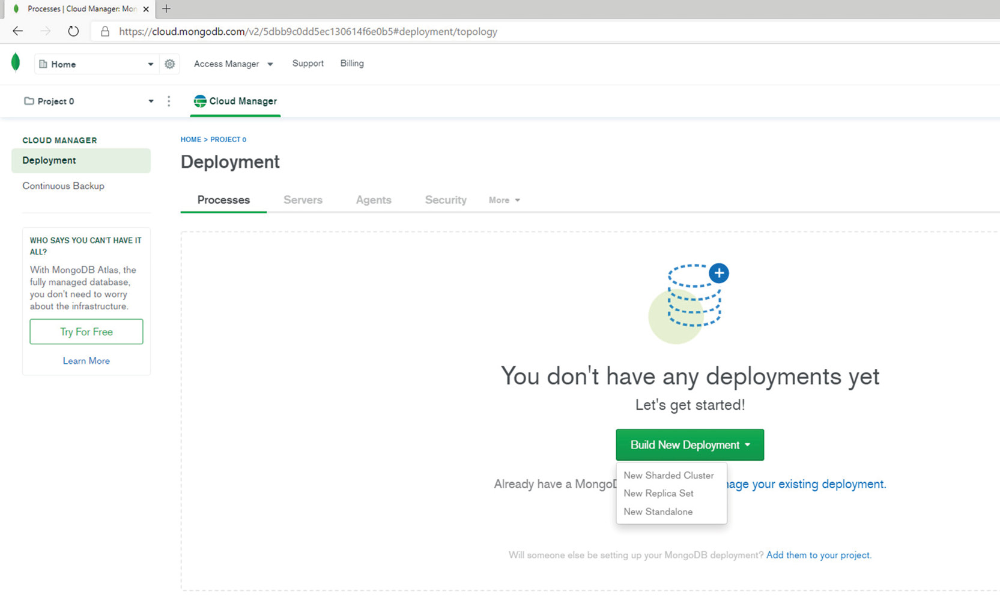 Processes | Cloud Manager: Mon
https://cloud.mongodb.com/v2/5dbb9c0dd5ec130614f6e0b5#deployment/topology
Home
Access Manager
Support
Billing
Project 0
Cloud Manager
CLOUD MANAGER
Deployment
Continuous Backup
WHO SAYS YOU CAN'T HAVE IT
ALL?
With MongoDB Atlas, the
fully managed database,
you don't need to worry
about the infrastructure.
Try For Free
Learn More
HOME > PROJECT 0
Deployment
Processes
Servers
Agents
Security
More
You don't have any deployments yet
Let's get started!
Build New Deployment
New Sharded Cluster
New Replica Set
New Standalone
Already have a Mongo
your existing deployment.
Will someone else be setting up your MongoDB deployment? Add them to your project.